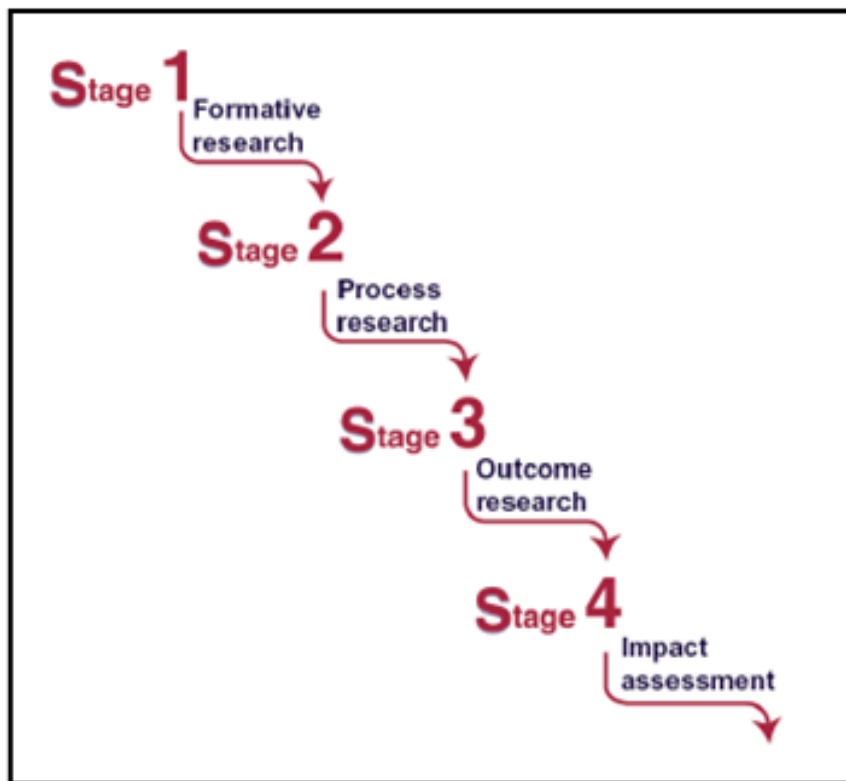 Stage 1
Formative
research
Stage 2
Process
research
Stage 3
Outcome
research
Stage 4
Impact
assessment